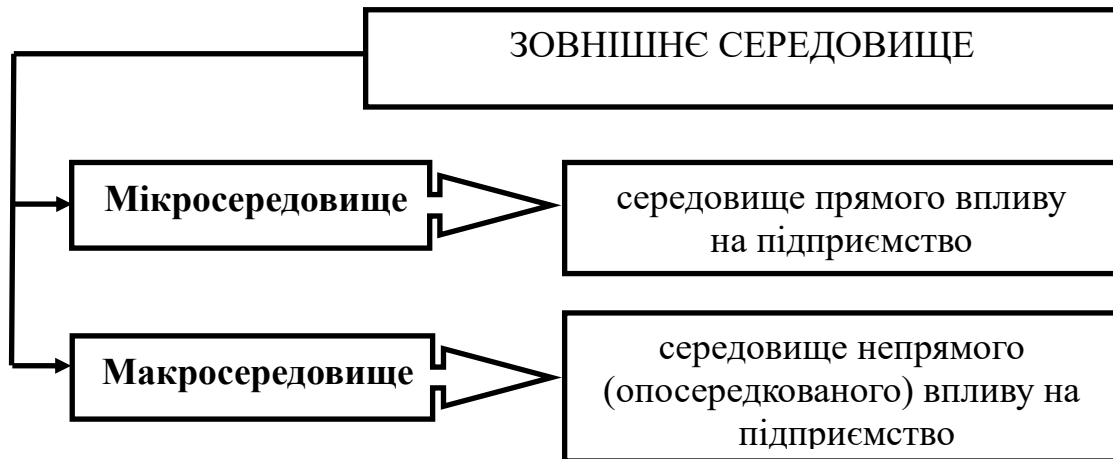 ЗОВНІШНЄ СЕРЕДОВИЩЕ
Мікросередовище
середовище прямого впливу
на підприємство
Макросередовище
середовище непрямого
(опосередкованого) впливу на
підприємство